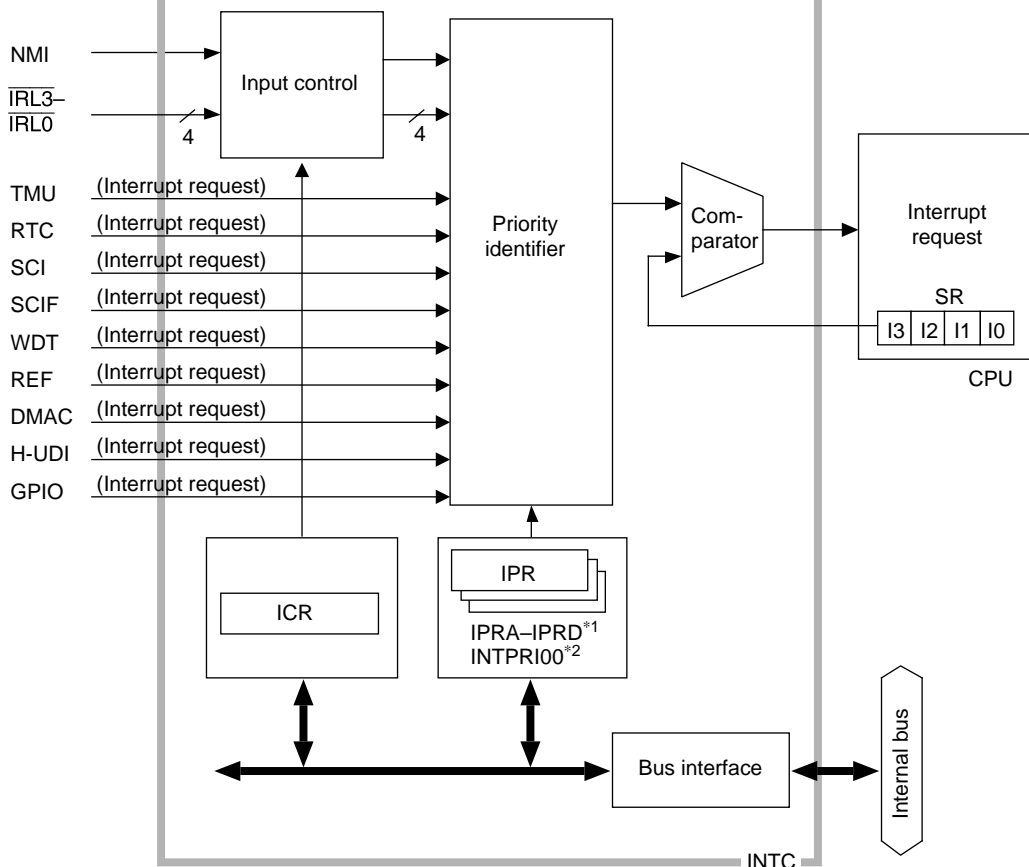 NMI
IRL3–
IRL0
4
Input control
4
TMU (Interrupt request)
RTC (Interrupt request)
SCI (Interrupt request)
SCIF (Interrupt request)
WDT (Interrupt request)
REF (Interrupt request)
DMAC (Interrupt request)
H-UDI (Interrupt request)
GPIO (Interrupt request)
Priority
identifier
Com-
parator
Interrupt
request
SR
I3 I2 I1 I0
CPU
ICR
IPR
IPRA–IPRD*1
INTPRI00*2
Bus interface
Internal bus
INTC